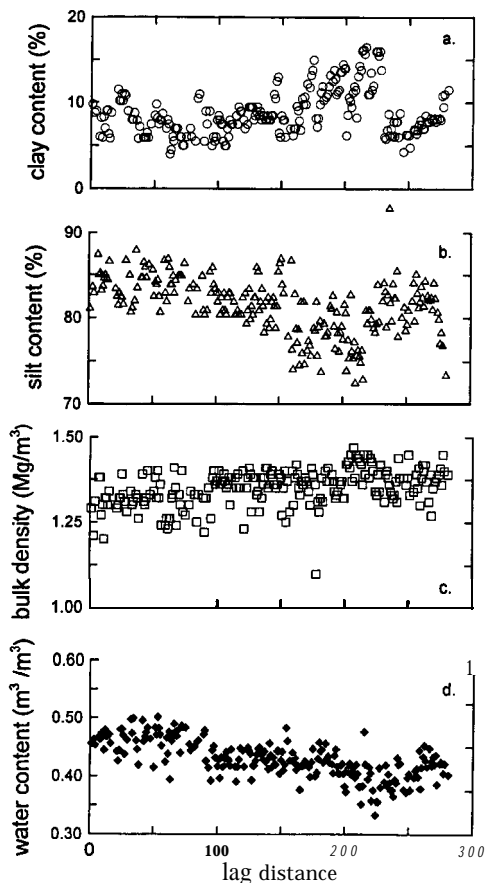 20
10
0
clay content (%)
a.
90
80
70
silt content (%)
b.
1.50
1.25
1.00
bulk density (Mg/m³)
c.
0.60
0.50
0.40
0.30
water content (m³ /m³)
1
d.
0 100 200 300
lag distance